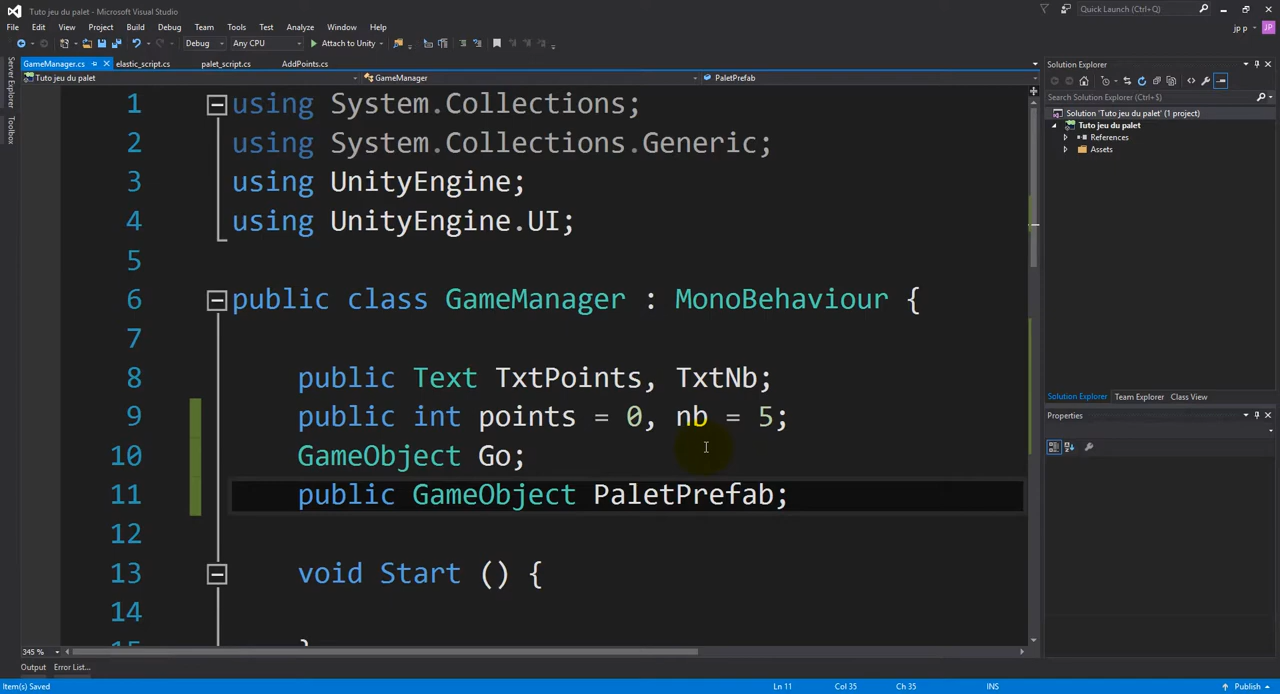 Tuto jeu du palet - Microsoft Visual Studio
Quick Launch (Ctrl+Q)
File Edit View Project Build Debug Team Tools Test Analyze Window Help
jp p
JP
Debug Any CPU Attach to Unity
GameManager.cs elastic_script.cs palet_script.cs AddPoints.cs
Tuto jeu du palet GameManager PaletPrefab
Server Explorer
Toolbox
1 using System.Collections;
2 using System.Collections.Generic;
3 using UnityEngine;
4 using UnityEngine.UI;
5
6 public class GameManager : MonoBehaviour {
7
8 public Text TxtPoints, TxtNb;
9 public int points = 0, nb = 5;
10 GameObject Go;
11 public GameObject PaletPrefab;
12
13 void Start () {
14
15 }
345 %
Solution Explorer
Search Solution Explorer (Ctrl+$)
Solution 'Tuto jeu du palet' (1 project)
Tuto jeu du palet
References
Assets
Solution Explorer Team Explorer Class View
Properties
Output Error List...
Item(s) Saved Ln 11 Col 35 Ch 35 INS Publish